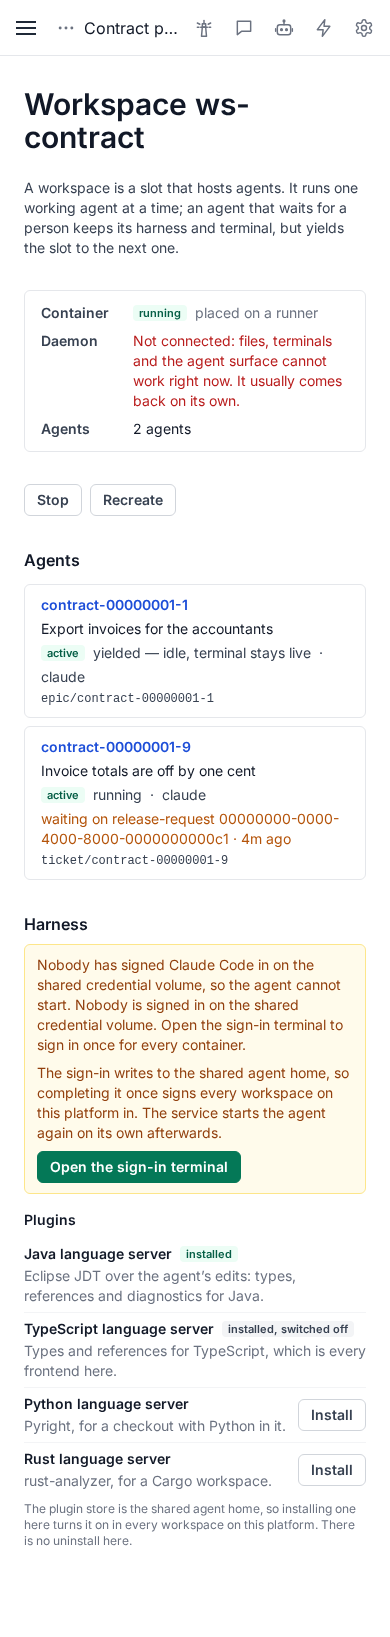 Contract p...
Workspace ws-
contract
A workspace is a slot that hosts agents. It runs one
working agent at a time; an agent that waits for a
person keeps its harness and terminal, but yields
the slot to the next one.
Container running placed on a runner
Daemon Not connected: files, terminals
and the agent surface cannot
work right now. It usually comes
back on its own.
Agents 2 agents
Stop Recreate
Agents
contract-00000001-1
Export invoices for the accountants
active yielded — idle, terminal stays live ·
claude
epic/contract-00000001-1
contract-00000001-9
Invoice totals are off by one cent
active running · claude
waiting on release-request 00000000-0000-
4000-8000-0000000000c1 · 4m ago
ticket/contract-00000001-9
Harness
Nobody has signed Claude Code in on the
shared credential volume, so the agent cannot
start. Nobody is signed in on the shared
credential volume. Open the sign-in terminal to
sign in once for every container.
The sign-in writes to the shared agent home, so
completing it once signs every workspace on
this platform in. The service starts the agent
again on its own afterwards.
Open the sign-in terminal
Plugins
Java language server installed
Eclipse JDT over the agent’s edits: types,
references and diagnostics for Java.
TypeScript language server installed, switched off
Types and references for TypeScript, which is every
frontend here.
Python language server
Pyright, for a checkout with Python in it.
Install
Rust language server
rust-analyzer, for a Cargo workspace.
Install
The plugin store is the shared agent home, so installing one
here turns it on in every workspace on this platform. There
is no uninstall here.